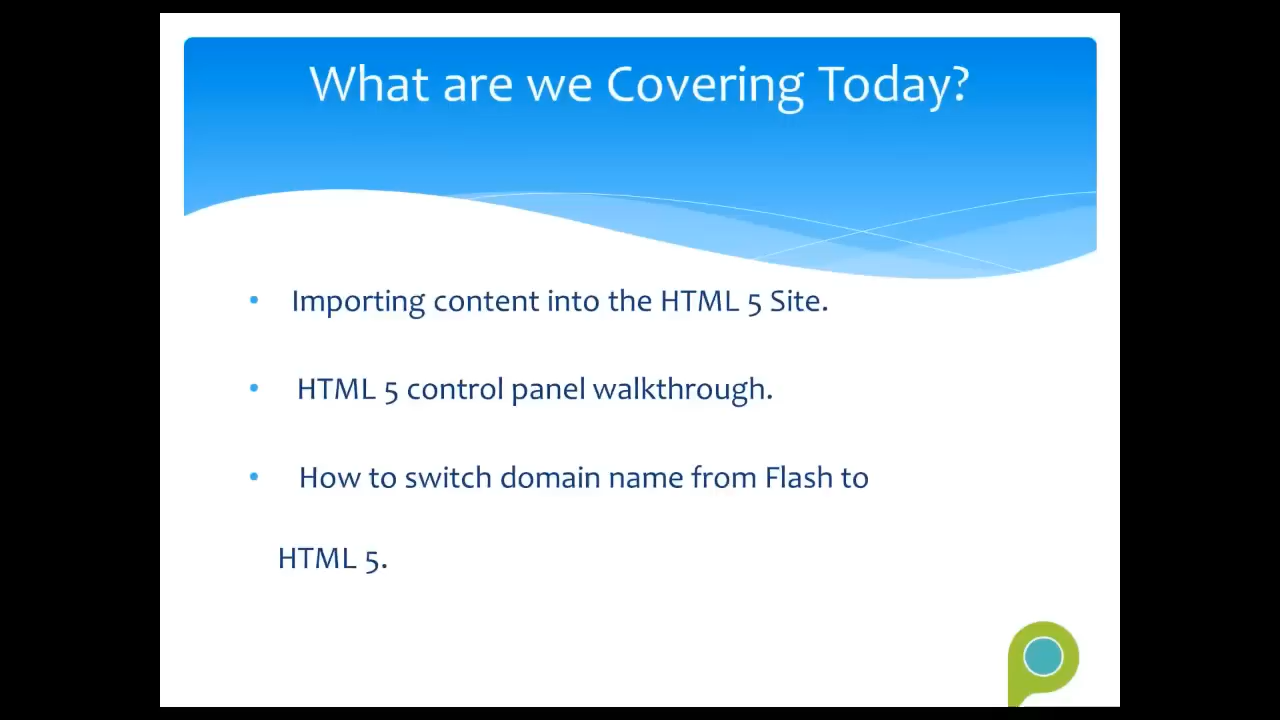 What are we Covering Today?
• Importing content into the HTML 5 Site.
• HTML 5 control panel walkthrough.
• How to switch domain name from Flash to
HTML 5.